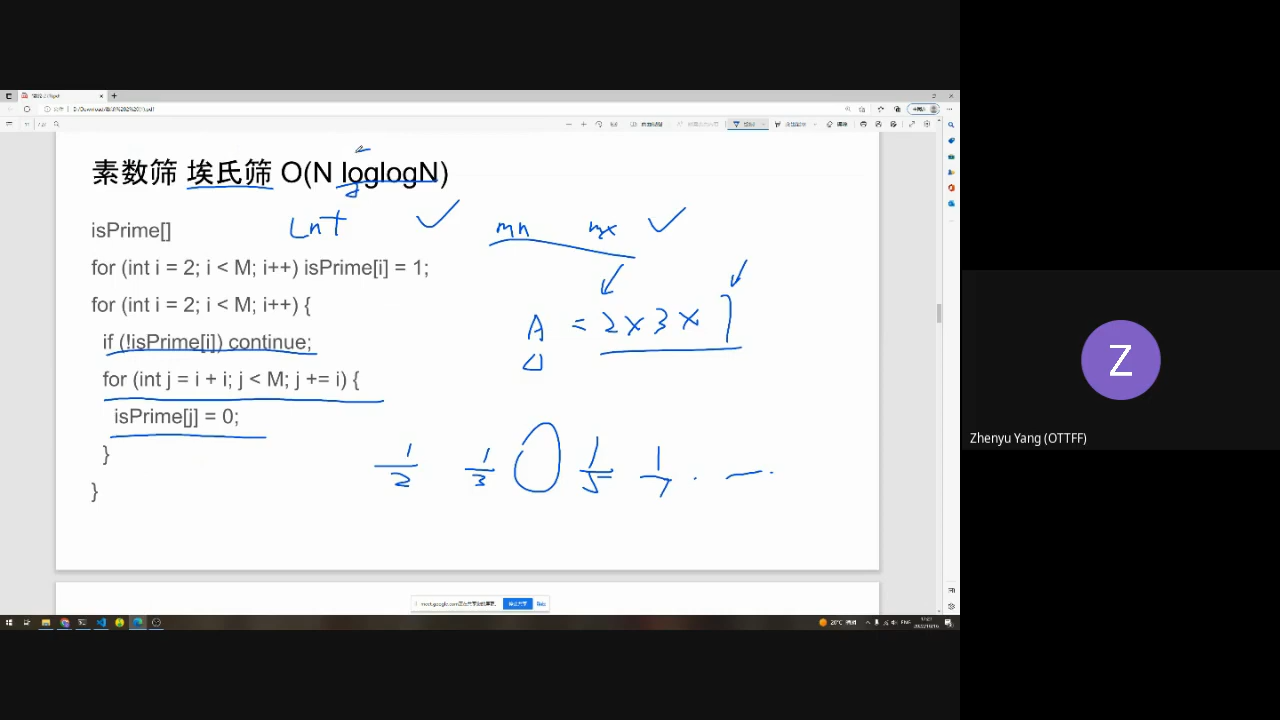 素数筛 埃氏筛 O(N loglogN)
isPrime[]
Lnt
mn mx
for (int i = 2; i < M; i++) isPrime[i] = 1;
for (int i = 2; i < M; i++) {
A = 2 x 3 x 7
if (!isPrime[i]) continue;
for (int j = i + i; j < M; j += i) {
isPrime[j] = 0;
}
1/2 1/3 1/5 1/7
}
Z
Zhenyu Yang (OTTFF)